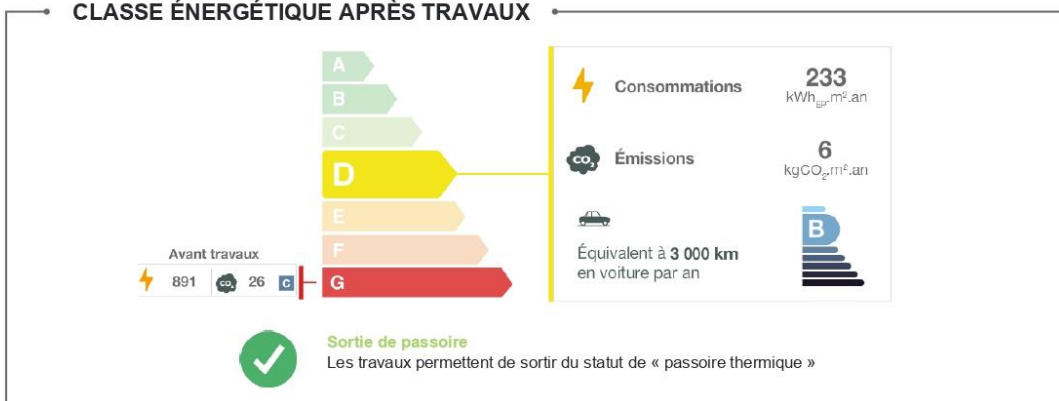 CLASSE ÉNERGÉTIQUE APRÈS TRAVAUX
A
B
C
D
E
F
G
Avant travaux
891 CO₂ 26 C
Consommations
233
kWhEP.m².an
CO₂ Émissions
6
kgCO₂.m².an
Équivalent à 3 000 km
en voiture par an
B
Sortie de passoire
Les travaux permettent de sortir du statut de « passoire thermique »